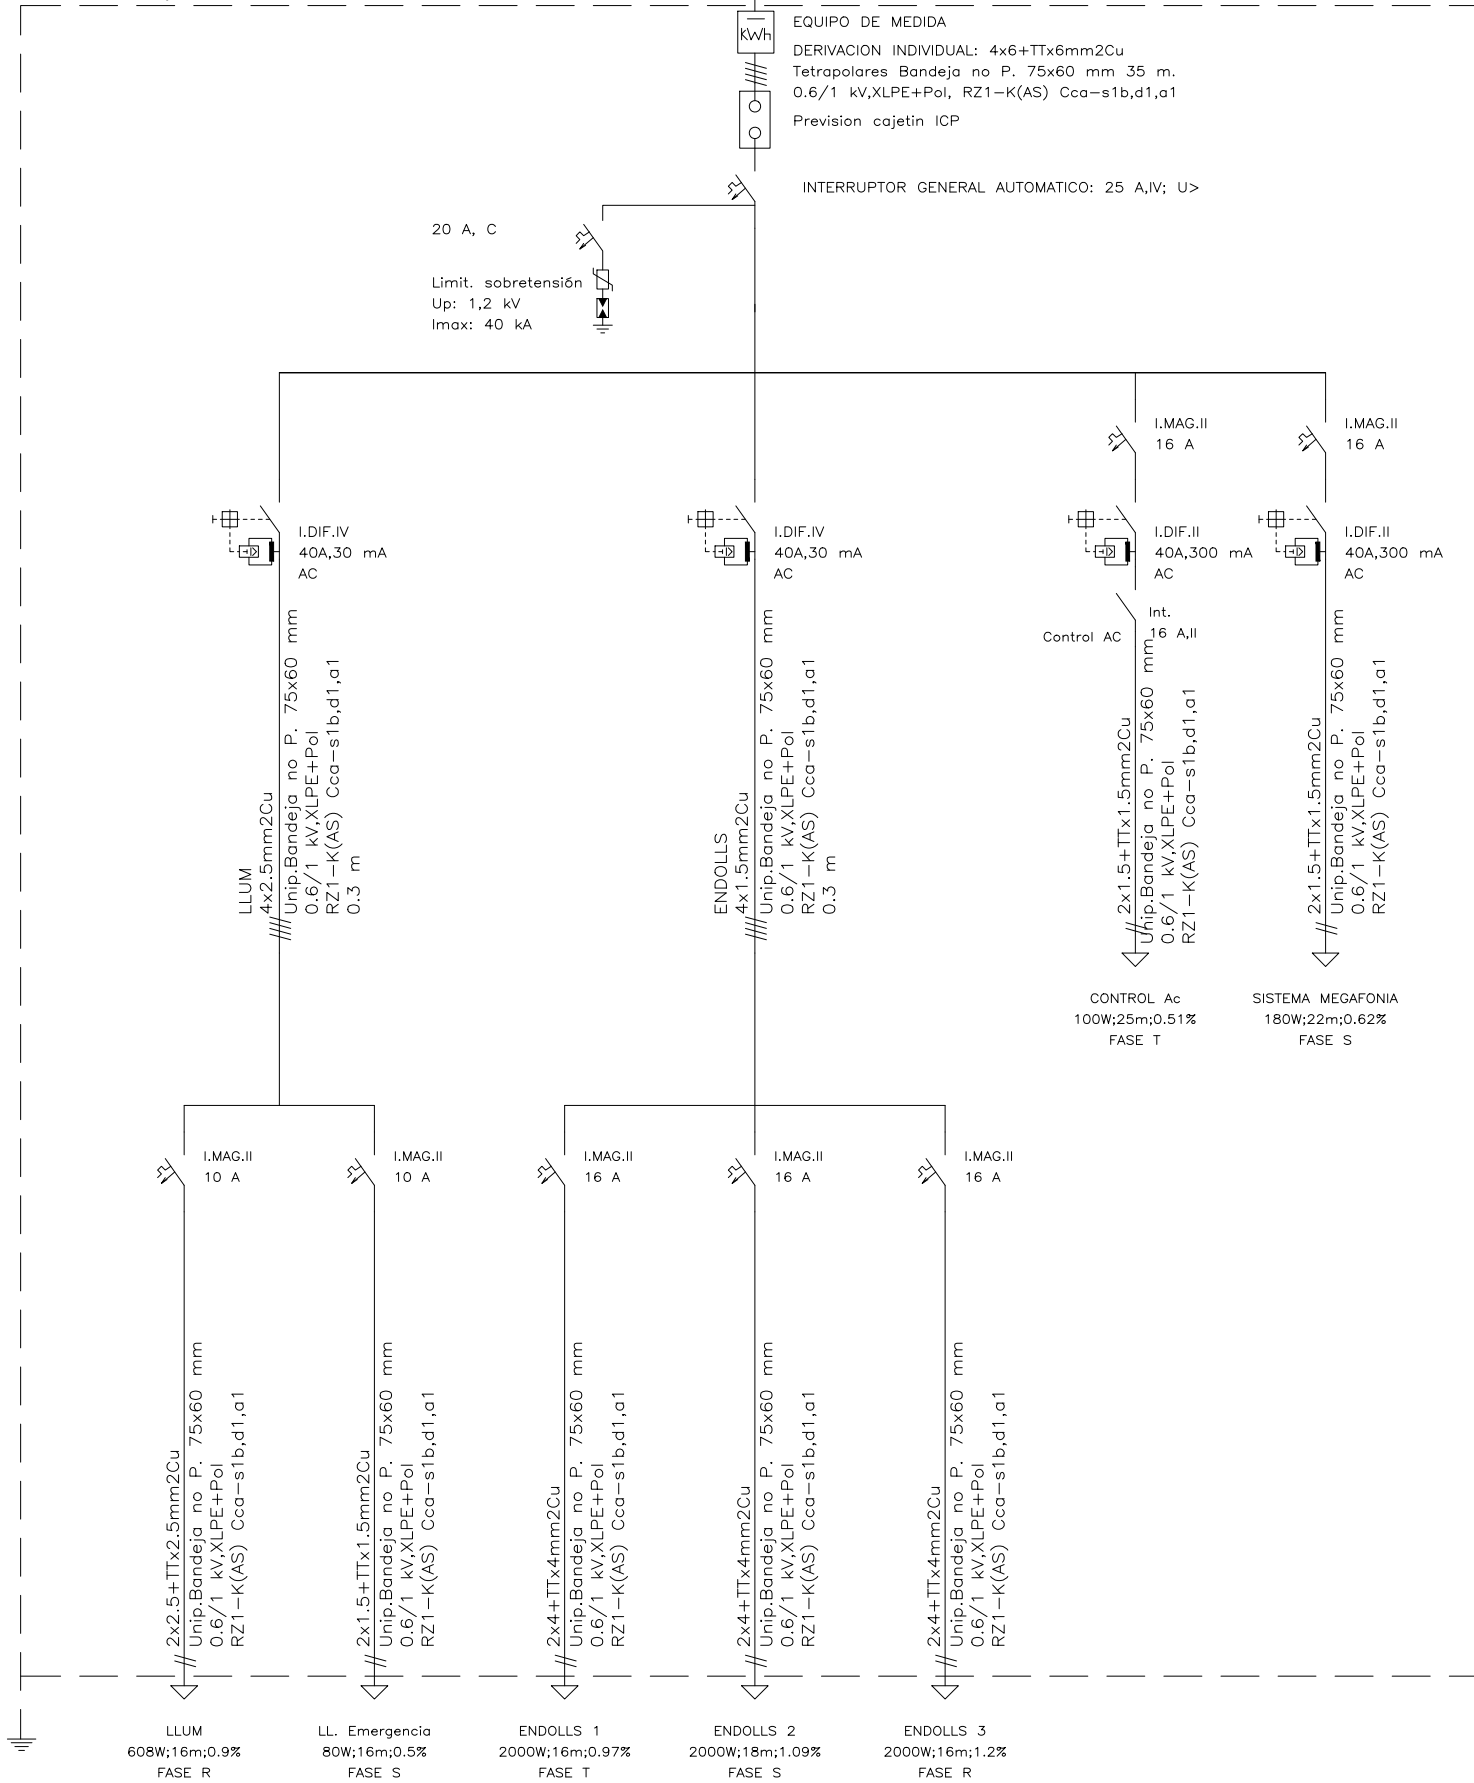 KWh
EQUIPO DE MEDIDA
DERIVACION INDIVIDUAL: 4x6+TTx6mm2Cu
Tetrapolares Bandeja no P. 75x60 mm 35 m.
0.6/1 kV,XLPE+Pol, RZ1-K(AS) Cca-s1b,d1,a1
Prevision cajetin ICP
INTERRUPTOR GENERAL AUTOMATICO: 25 A,IV; U>
20 A, C
Limit. sobretensión
Up: 1,2 kV
Imax: 40 kA
I.MAG.II
16 A
I.MAG.II
16 A
I.DIF.IV
40A,30 mA
AC
I.DIF.IV
40A,30 mA
AC
I.DIF.II
40A,300 mA
AC
I.DIF.II
40A,300 mA
AC
Int.
16 A,II
Control AC
LLUM
4x2.5mm2Cu
Unip.Bandeja no P. 75x60 mm
0.6/1 kV,XLPE+Pol
RZ1-K(AS) Cca-s1b,d1,a1
0.3 m
ENDOLLS
4x1.5mm2Cu
Unip.Bandeja no P. 75x60 mm
0.6/1 kV,XLPE+Pol
RZ1-K(AS) Cca-s1b,d1,a1
0.3 m
2x1.5+TTx1.5mm2Cu
Unip.Bandeja no P. 75x60 mm
0.6/1 kV,XLPE+Pol
RZ1-K(AS) Cca-s1b,d1,a1
2x1.5+TTx1.5mm2Cu
Unip.Bandeja no P. 75x60 mm
0.6/1 kV,XLPE+Pol
RZ1-K(AS) Cca-s1b,d1,a1
CONTROL Ac
100W;25m;0.51%
FASE T
SISTEMA MEGAFONIA
180W;22m;0.62%
FASE S
I.MAG.II
10 A
I.MAG.II
10 A
I.MAG.II
16 A
I.MAG.II
16 A
I.MAG.II
16 A
2x2.5+TTx2.5mm2Cu
Unip.Bandeja no P. 75x60 mm
0.6/1 kV,XLPE+Pol
RZ1-K(AS) Cca-s1b,d1,a1
2x1.5+TTx1.5mm2Cu
Unip.Bandeja no P. 75x60 mm
0.6/1 kV,XLPE+Pol
RZ1-K(AS) Cca-s1b,d1,a1
2x4+TTx4mm2Cu
Unip.Bandeja no P. 75x60 mm
0.6/1 kV,XLPE+Pol
RZ1-K(AS) Cca-s1b,d1,a1
2x4+TTx4mm2Cu
Unip.Bandeja no P. 75x60 mm
0.6/1 kV,XLPE+Pol
RZ1-K(AS) Cca-s1b,d1,a1
2x4+TTx4mm2Cu
Unip.Bandeja no P. 75x60 mm
0.6/1 kV,XLPE+Pol
RZ1-K(AS) Cca-s1b,d1,a1
LLUM
608W;16m;0.9%
FASE R
LL. Emergencia
80W;16m;0.5%
FASE S
ENDOLLS 1
2000W;16m;0.97%
FASE T
ENDOLLS 2
2000W;18m;1.09%
FASE S
ENDOLLS 3
2000W;16m;1.2%
FASE R